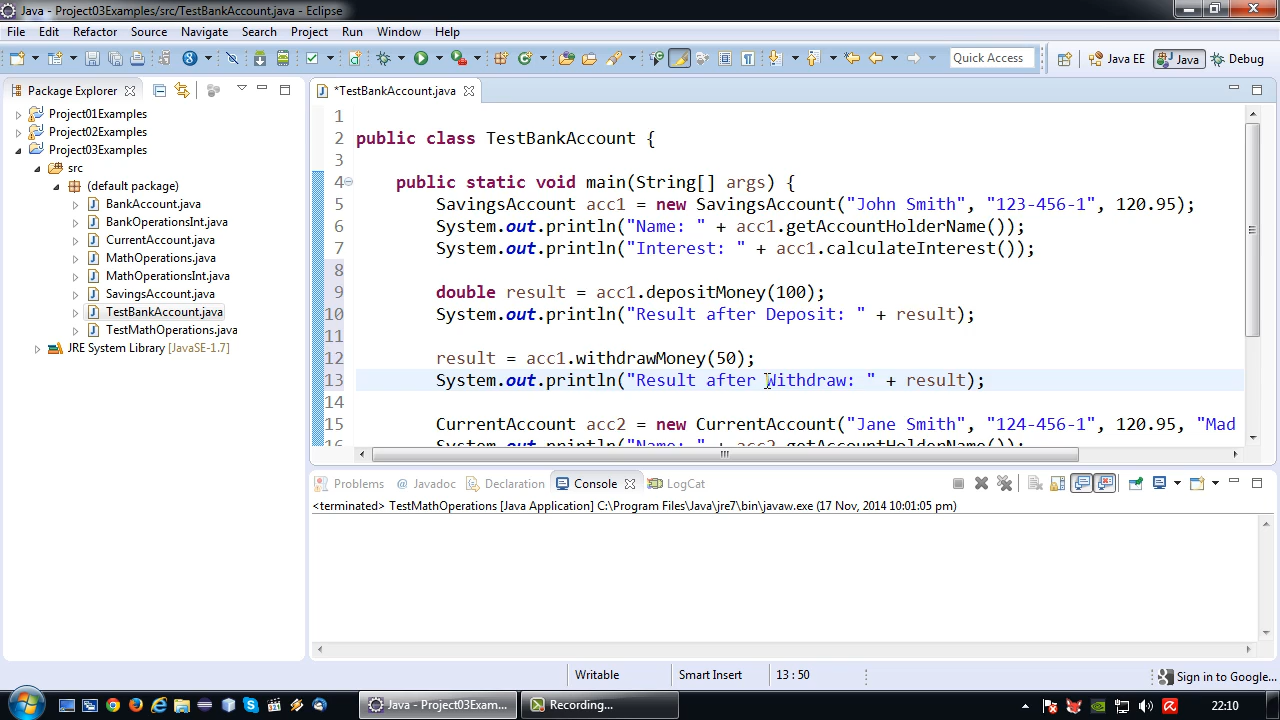 Java - Project03Examples/src/TestBankAccount.java - Eclipse
File Edit Refactor Source Navigate Search Project Run Window Help
Quick Access Java EE Java Debug
Package Explorer
Project01Examples
Project02Examples
Project03Examples
src
(default package)
BankAccount.java
BankOperationsInt.java
CurrentAccount.java
MathOperations.java
MathOperationsInt.java
SavingsAccount.java
TestBankAccount.java
TestMathOperations.java
JRE System Library [JavaSE-1.7]
*TestBankAccount.java
1
2 public class TestBankAccount {
3
4 public static void main(String[] args) {
5 SavingsAccount acc1 = new SavingsAccount("John Smith", "123-456-1", 120.95);
6 System.out.println("Name: " + acc1.getAccountHolderName());
7 System.out.println("Interest: " + acc1.calculateInterest());
8
9 double result = acc1.depositMoney(100);
10 System.out.println("Result after Deposit: " + result);
11
12 result = acc1.withdrawMoney(50);
13 System.out.println("Result after Withdraw: " + result);
14
15 CurrentAccount acc2 = new CurrentAccount("Jane Smith", "124-456-1", 120.95, "Mad
16 System.out.println("Name: " + acc2.getAccountHolderName());
Problem Javadoc Declaration Console LogCat
<terminated> TestMathOperations [Java Application] C:\Program Files\Java\jre7\bin\javaw.exe (17 Nov, 2014 10:01:05 pm)
Writable Smart Insert 13 : 50 Sign in to Google...
Java - Project03Exam... Recording... 22:10